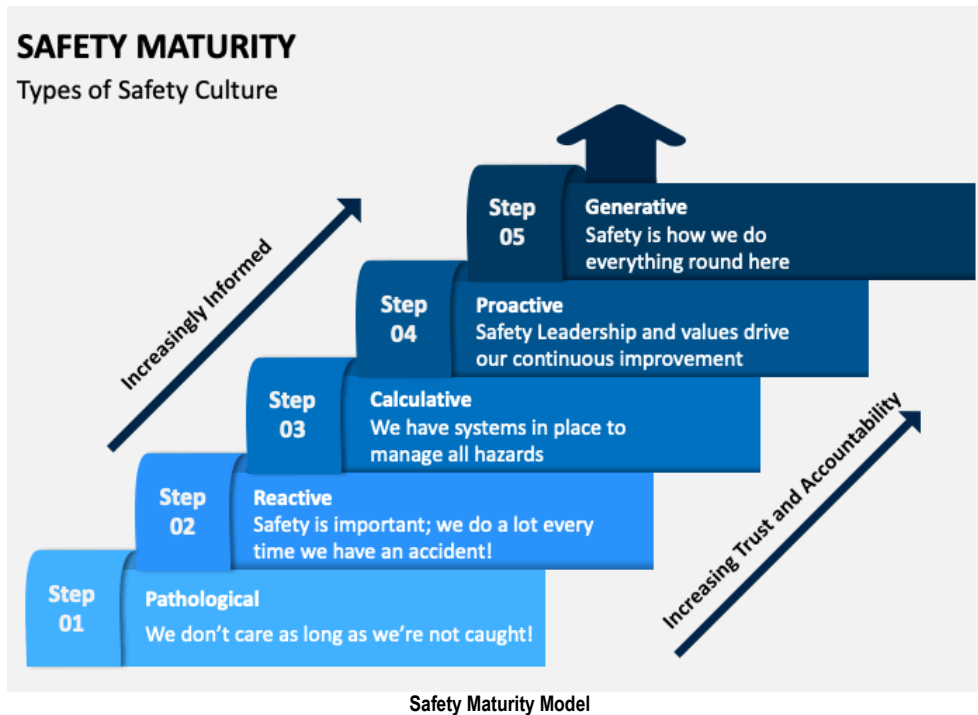 SAFETY MATURITY
Types of Safety Culture
Increasingly Informed
Step
05
Generative
Safety is how we do
everything round here
Step
04
Proactive
Safety Leadership and values drive
our continuous improvement
Step
03
Calculative
We have systems in place to
manage all hazards
Step
02
Reactive
Safety is important; we do a lot every
time we have an accident!
Step
01
Pathological
We don't care as long as we're not caught!
Increasing Trust and Accountability
Safety Maturity Model